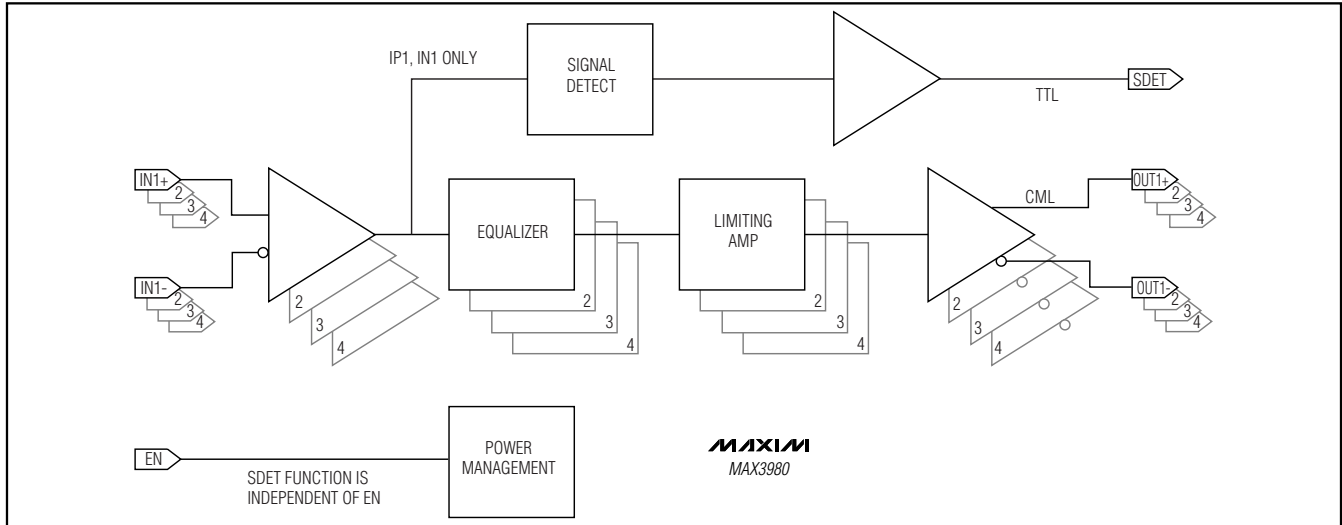 IP1, IN1 ONLY
SIGNAL
DETECT
TTL
SDET
IN1+
2
3
4
IN1-
2
3
4
2
3
4
EQUALIZER
2
3
4
LIMITING
AMP
2
3
4
CML
2
3
4
OUT1+
2
3
4
OUT1-
2
3
4
EN
SDET FUNCTION IS
INDEPENDENT OF EN
POWER
MANAGEMENT
MAXIM
MAX3980